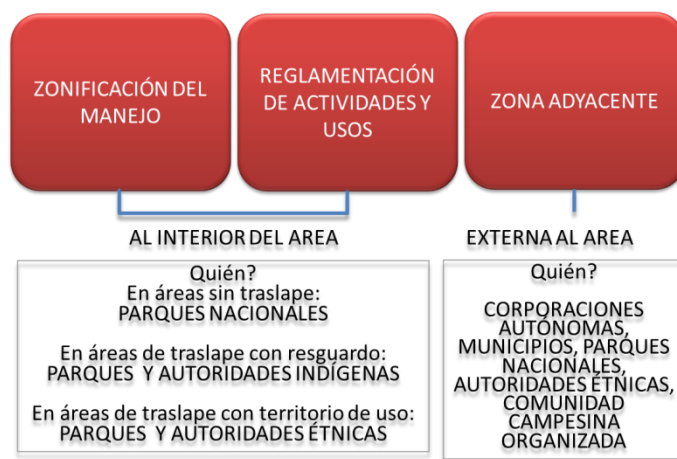 ZONIFICACIÓN DEL
MANEJO
REGLAMENTACIÓN
DE ACTIVIDADES Y
USOS
ZONA ADYACENTE
AL INTERIOR DEL AREA
EXTERNA AL AREA
Quién?
En áreas sin traslape:
PARQUES NACIONALES
En áreas de traslape con resguardo:
PARQUES Y AUTORIDADES INDÍGENAS
En áreas de traslape con territorio de uso:
PARQUES Y AUTORIDADES ÉTNICAS
Quién?
CORPORACIONES
AUTÓNOMAS,
MUNICIPIOS, PARQUES
NACIONALES,
AUTORIDADES ÉTNICAS,
COMUNIDAD
CAMPESINA
ORGANIZADA